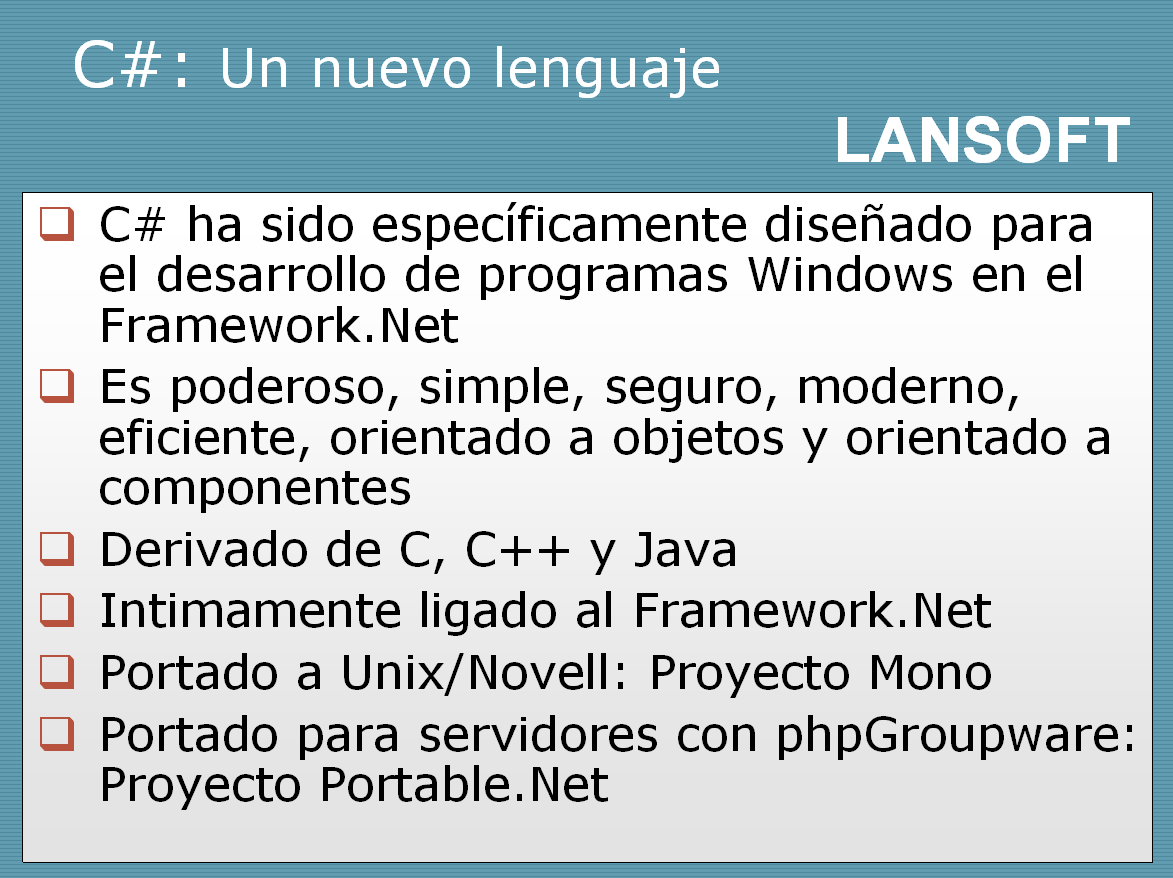 C#: Un nuevo lenguaje
LANSOFT
C# ha sido específicamente diseñado para
el desarrollo de programas Windows en el
Framework.Net
Es poderoso, simple, seguro, moderno,
eficiente, orientado a objetos y orientado a
componentes
Derivado de C, C++ y Java
Intimamente ligado al Framework.Net
Portado a Unix/Novell: Proyecto Mono
Portado para servidores con phpGroupware:
Proyecto Portable.Net